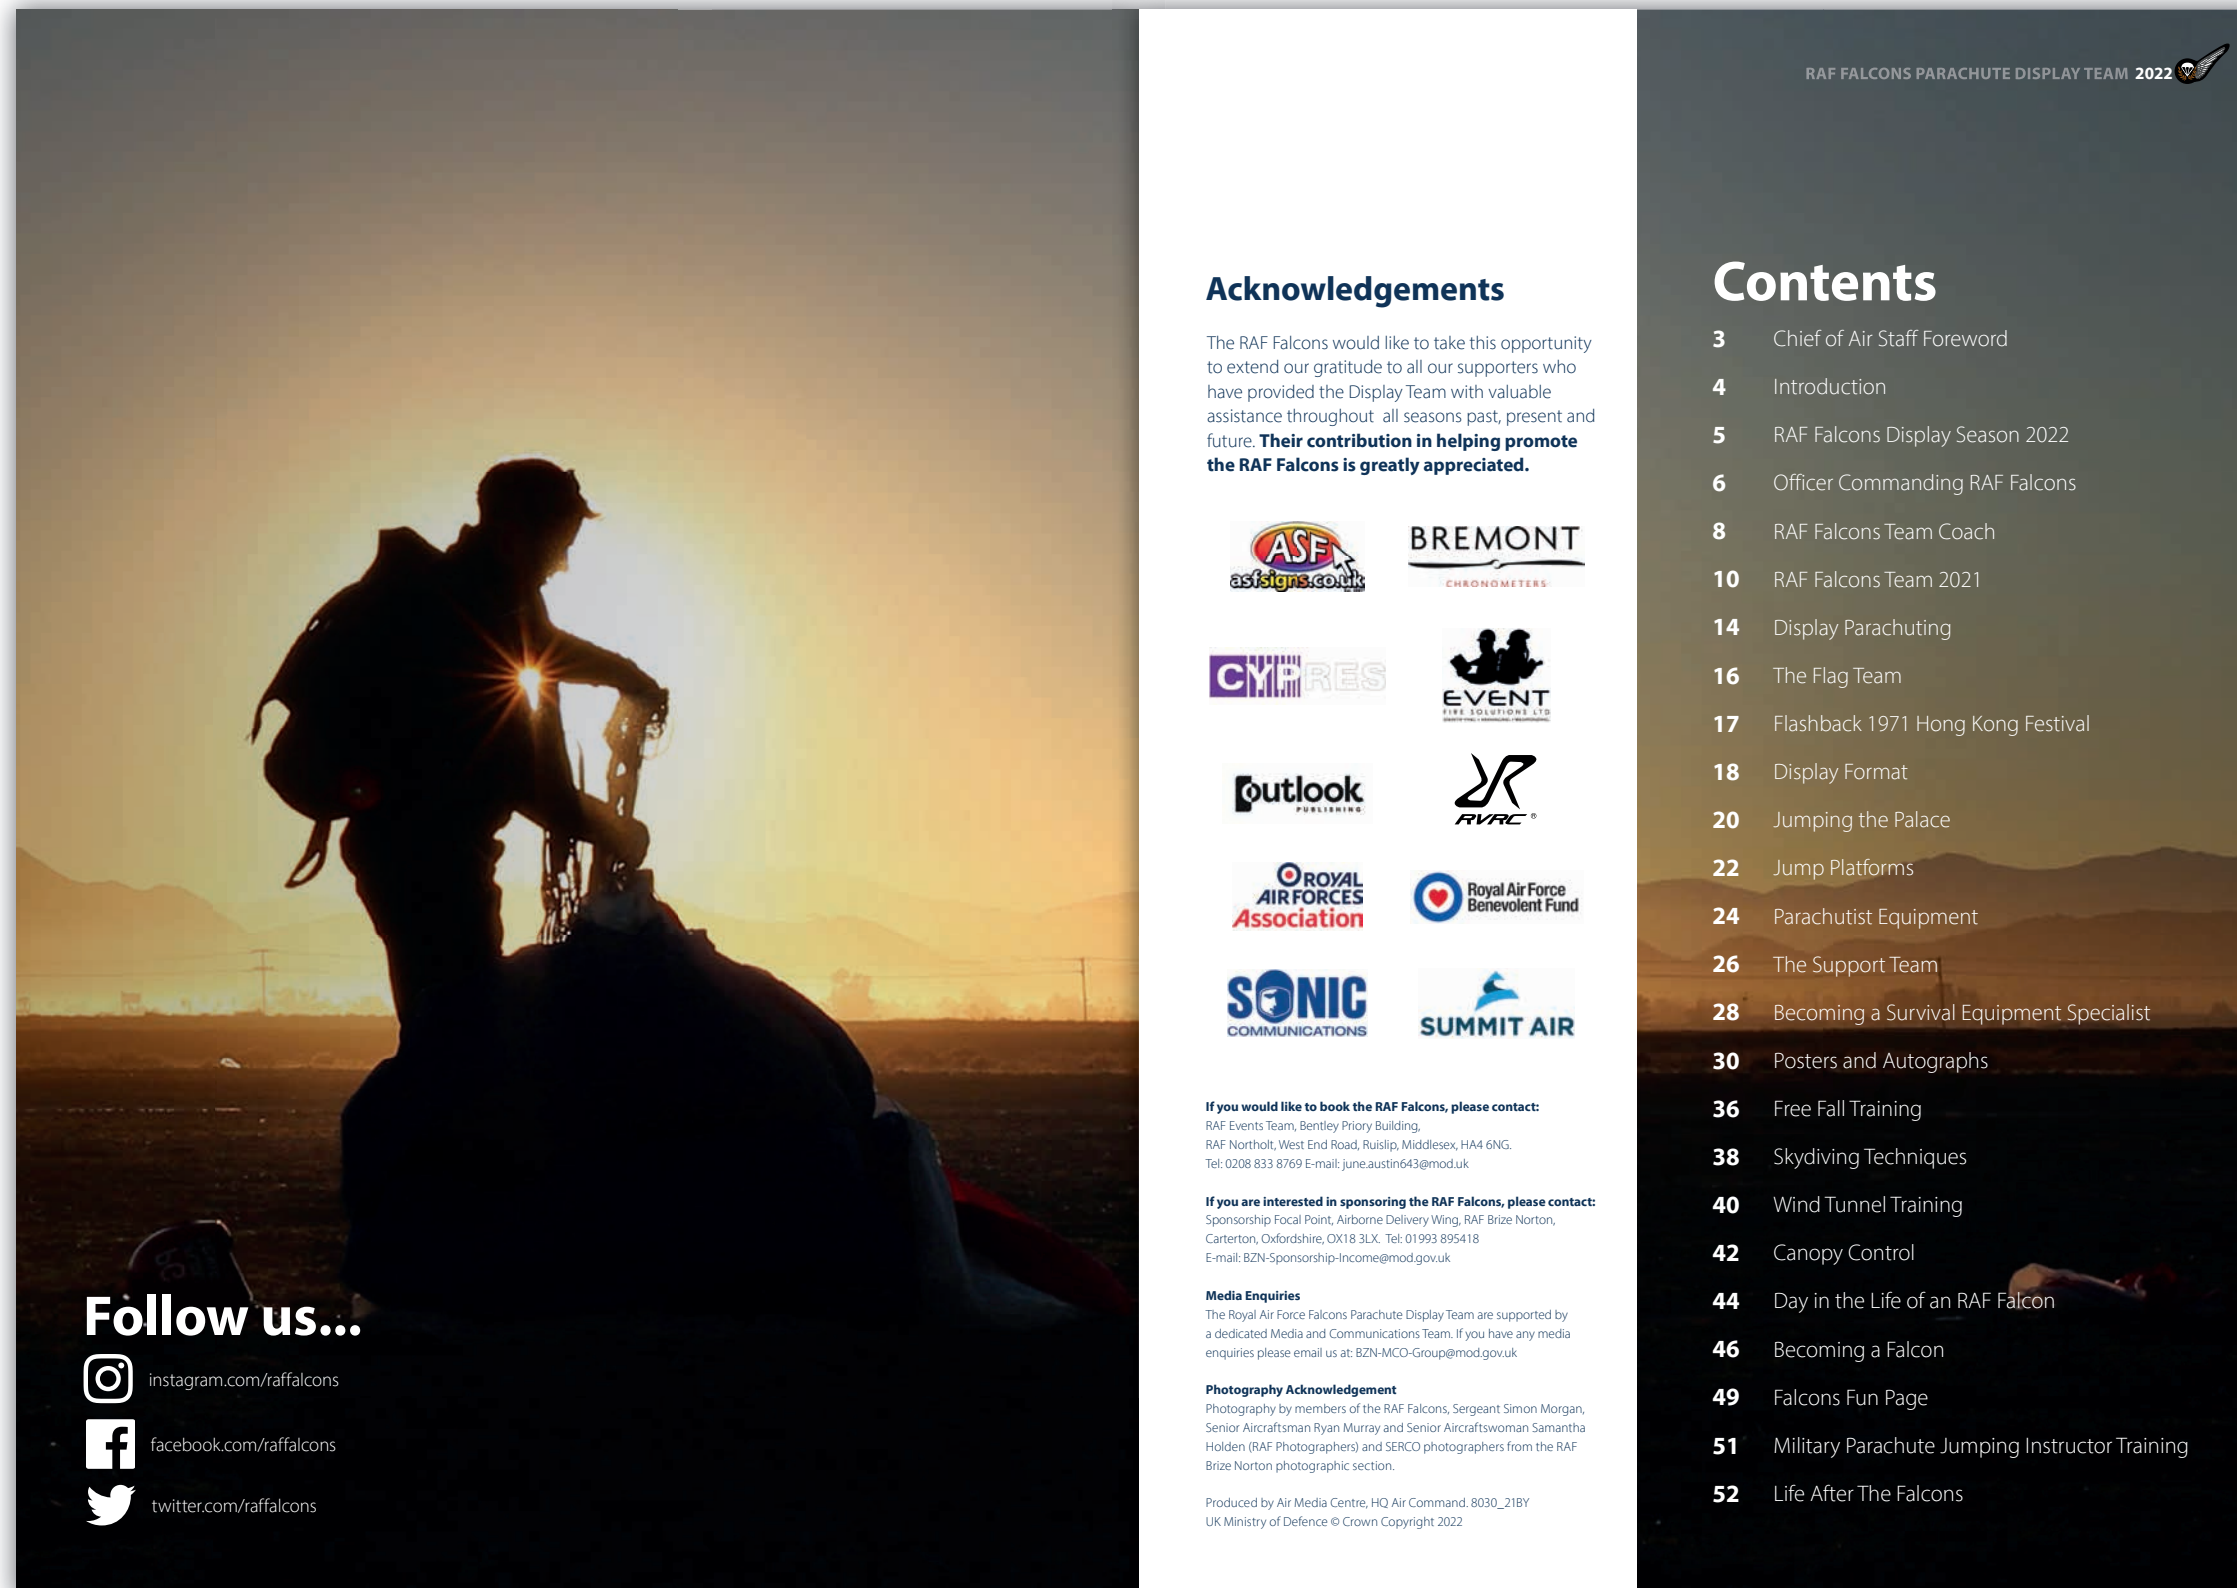 RAF FALCONS PARACHUTE DISPLAY TEAM 2022
Follow us...
instagram.com/raffalcons
facebook.com/raffalcons
twitter.com/raffalcons
Acknowledgements
The RAF Falcons would like to take this opportunity
to extend our gratitude to all our supporters who
have provided the Display Team with valuable
assistance throughout all seasons past, present and
future. Their contribution in helping promote
the RAF Falcons is greatly appreciated.
ASF
asfsigns.co.uk
BREMONT
CHRONOMETERS
CYPRES
EVENT
FIRE SOLUTIONS LTD
outlook
PUBLISHING
RVRC ®
ROYAL
AIR FORCES
Association
Royal Air Force
Benevolent Fund
SONIC
COMMUNICATIONS
SUMMIT AIR
If you would like to book the RAF Falcons, please contact:
RAF Events Team, Bentley Priory Building,
RAF Northolt, West End Road, Ruislip, Middlesex, HA4 6NG.
Tel: 0208 833 8769 E-mail: june.austin643@mod.uk
If you are interested in sponsoring the RAF Falcons, please contact:
Sponsorship Focal Point, Airborne Delivery Wing, RAF Brize Norton,
Carterton, Oxfordshire, OX18 3LX. Tel: 01993 895418
E-mail: BZN-Sponsorship-Income@mod.gov.uk
Media Enquiries
The Royal Air Force Falcons Parachute Display Team are supported by
a dedicated Media and Communications Team. If you have any media
enquiries please email us at: BZN-MCO-Group@mod.gov.uk
Photography Acknowledgement
Photography by members of the RAF Falcons, Sergeant Simon Morgan,
Senior Aircraftsman Ryan Murray and Senior Aircraftswoman Samantha
Holden (RAF Photographers) and SERCO photographers from the RAF
Brize Norton photographic section.
Produced by Air Media Centre, HQ Air Command. 8030_21BY
UK Ministry of Defence © Crown Copyright 2022
Contents
3 Chief of Air Staff Foreword
4 Introduction
5 RAF Falcons Display Season 2022
6 Officer Commanding RAF Falcons
8 RAF Falcons Team Coach
10 RAF Falcons Team 2021
14 Display Parachuting
16 The Flag Team
17 Flashback 1971 Hong Kong Festival
18 Display Format
20 Jumping the Palace
22 Jump Platforms
24 Parachutist Equipment
26 The Support Team
28 Becoming a Survival Equipment Specialist
30 Posters and Autographs
36 Free Fall Training
38 Skydiving Techniques
40 Wind Tunnel Training
42 Canopy Control
44 Day in the Life of an RAF Falcon
46 Becoming a Falcon
49 Falcons Fun Page
51 Military Parachute Jumping Instructor Training
52 Life After The Falcons